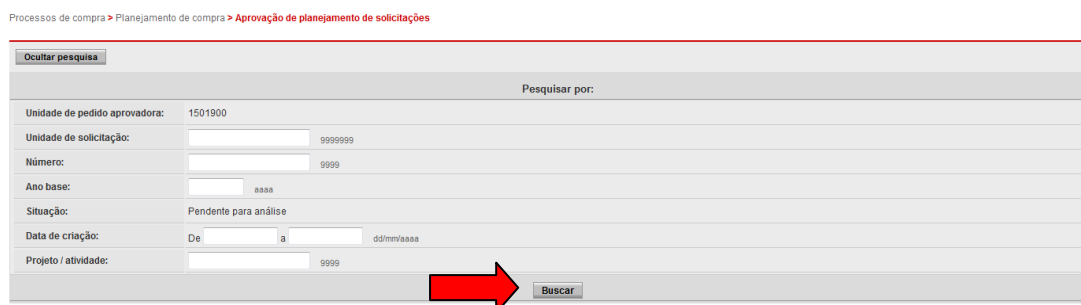 Processos de compra > Planejamento de compra > Aprovação de planejamento de solicitações
Ocultar pesquisa
Pesquisar por:
Unidade de pedido aprovadora: 1501900
Unidade de solicitação: 9999999
Número: 9999
Ano base: aaaa
Situação: Pendente para análise
Data de criação: De a dd/mm/aaaa
Projeto / atividade: 9999
Buscar